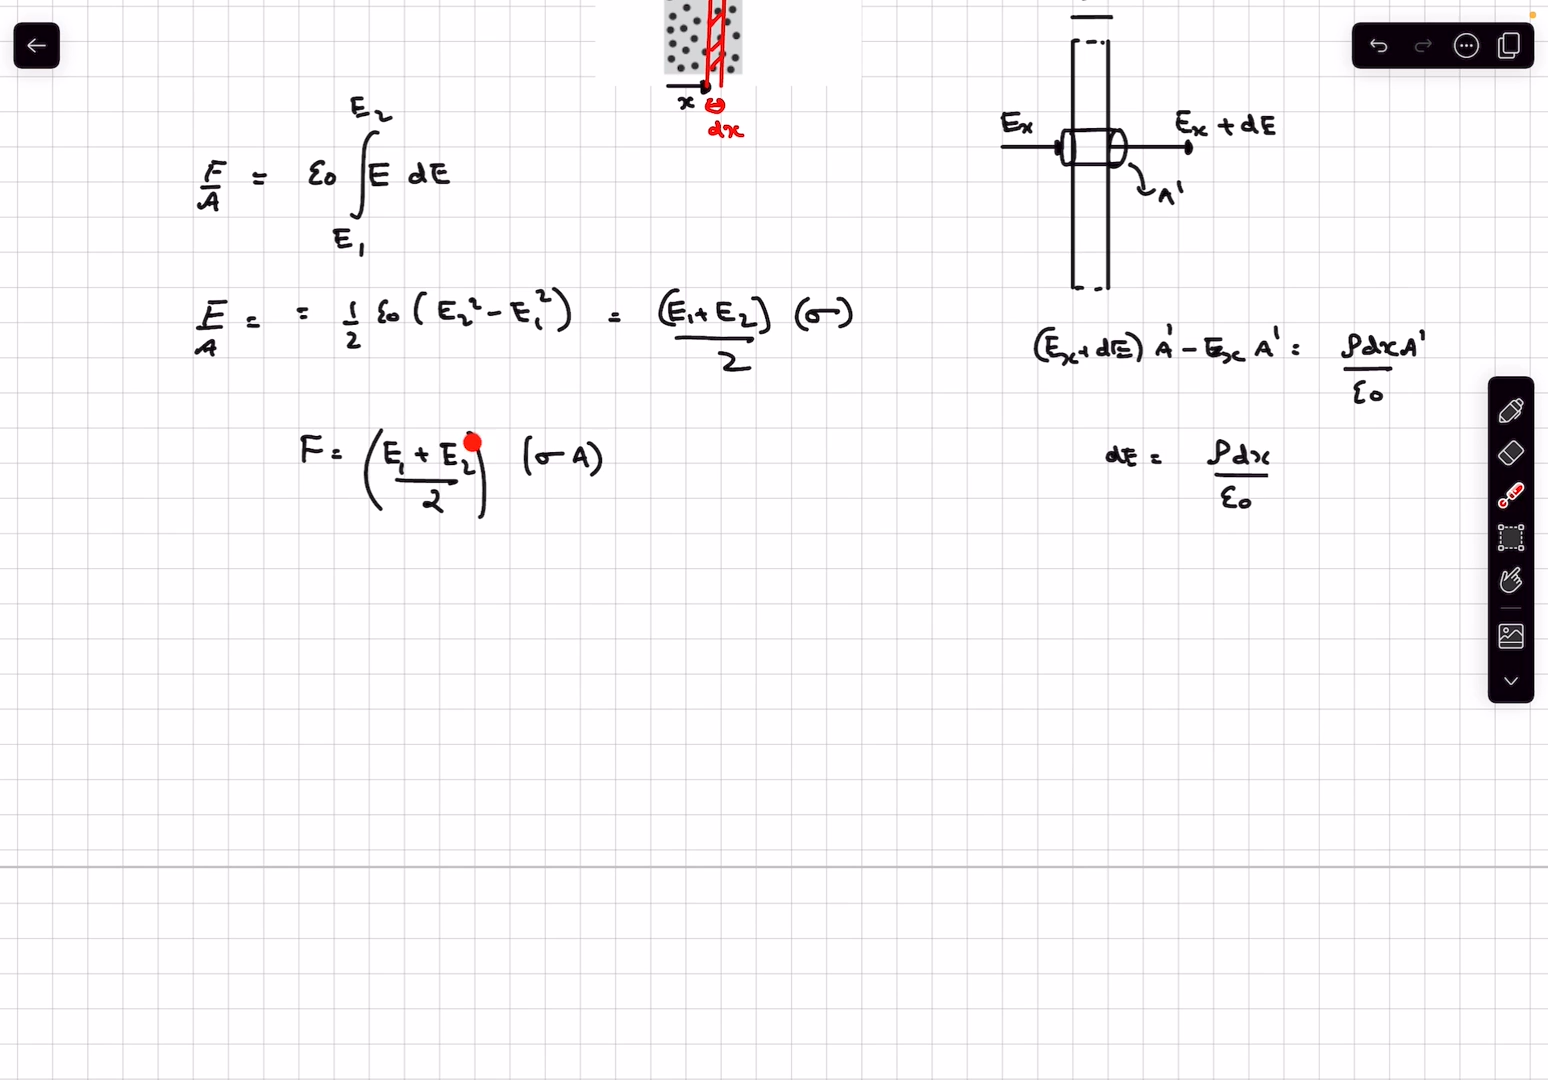 x
dx
E₂
F/A = ε₀ ∫ E dE
E₁
F/A = = 1/2 ε₀ (E₂² - E₁²) = (E₁ + E₂)/2 (σ)
F = ((E₁ + E₂)/2) (σ A)
Eₓ
Eₓ + dE
A'
(Eₓ + dE) A' - Eₓ A' = ρdxA'/ε₀
dE = ρdx/ε₀